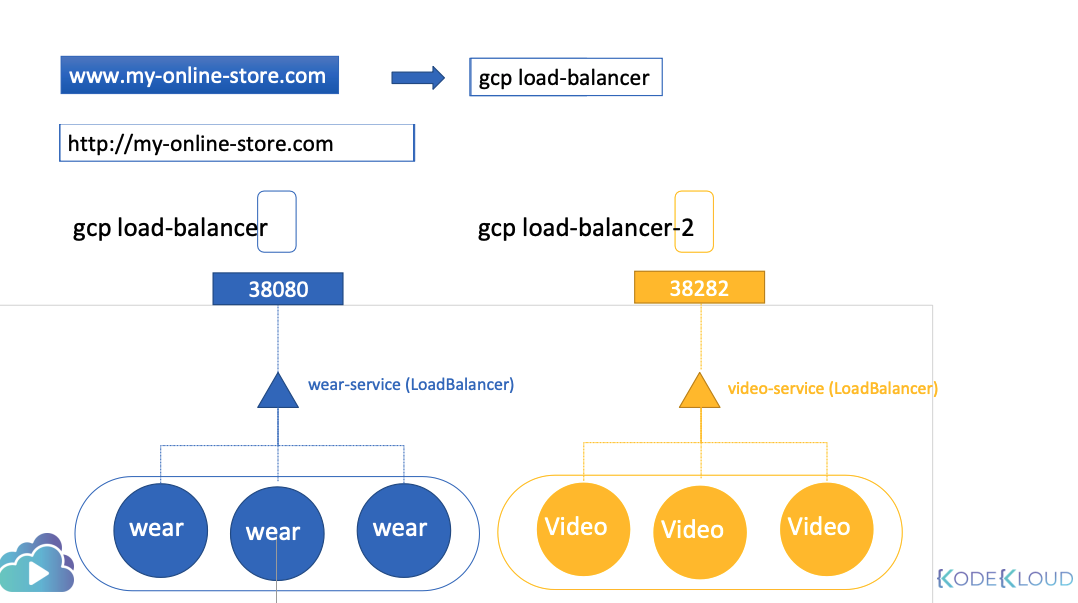 www.my-online-store.com
gcp load-balancer
http://my-online-store.com
gcp load-balancer
gcp load-balancer-2
38080
38282
wear-service (LoadBalancer)
video-service (LoadBalancer)
wear
wear
wear
Video
Video
Video
KODEKLOUD